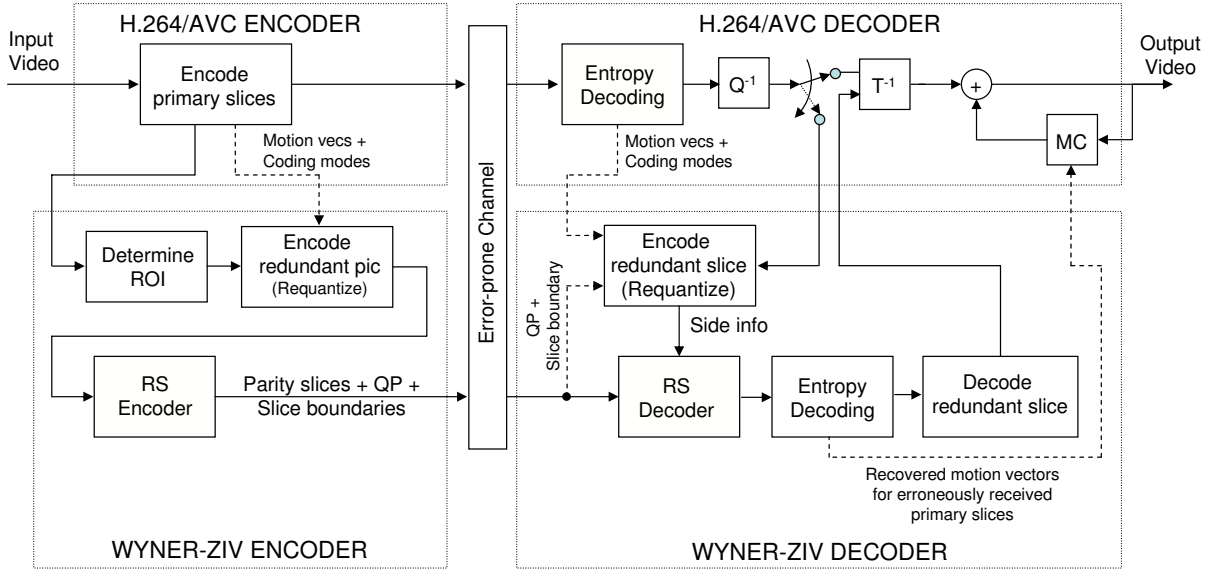 H.264/AVC ENCODER
H.264/AVC DECODER
Input
Video
Output
Video
Encode
primary slices
Entropy
Decoding
Q-1
T-1
+
MC
Motion vecs +
Coding modes
Motion vecs +
Coding modes
Error-prone Channel
Determine
ROI
Encode
redundant pic
(Requantize)
Encode
redundant slice
(Requantize)
QP +
Slice boundary
Side info
RS
Encoder
Parity slices + QP +
Slice boundaries
RS
Decoder
Entropy
Decoding
Decode
redundant slice
Recovered motion vectors
for erroneously received
primary slices
WYNER-ZIV ENCODER
WYNER-ZIV DECODER